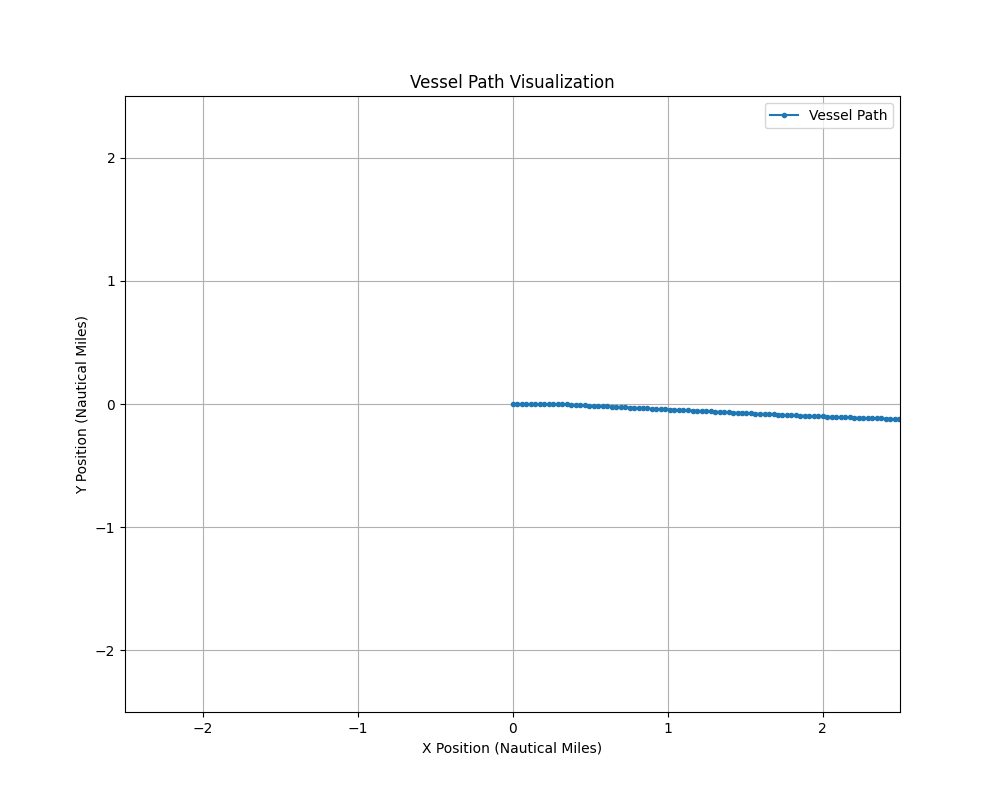 Vessel Path Visualization
Vessel Path
2
1
0
−1
−2
Y Position (Nautical Miles)
−2
−1
0
1
2
X Position (Nautical Miles)